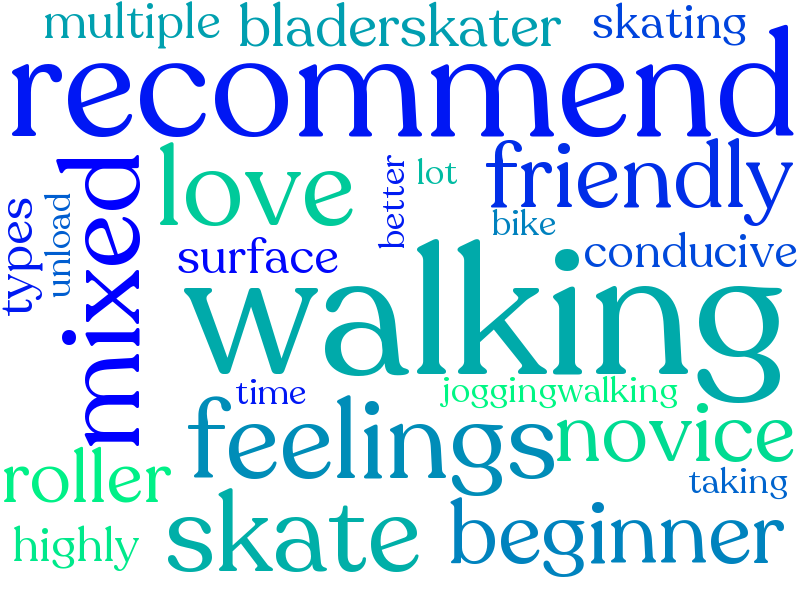 multiple bladerskater skating
recommend
mixed
love
better
lot
friendly
types
unload
bike
surface
conducive
walking
time
joggingwalking
feelings
novice
roller
taking
highly
skate
beginner